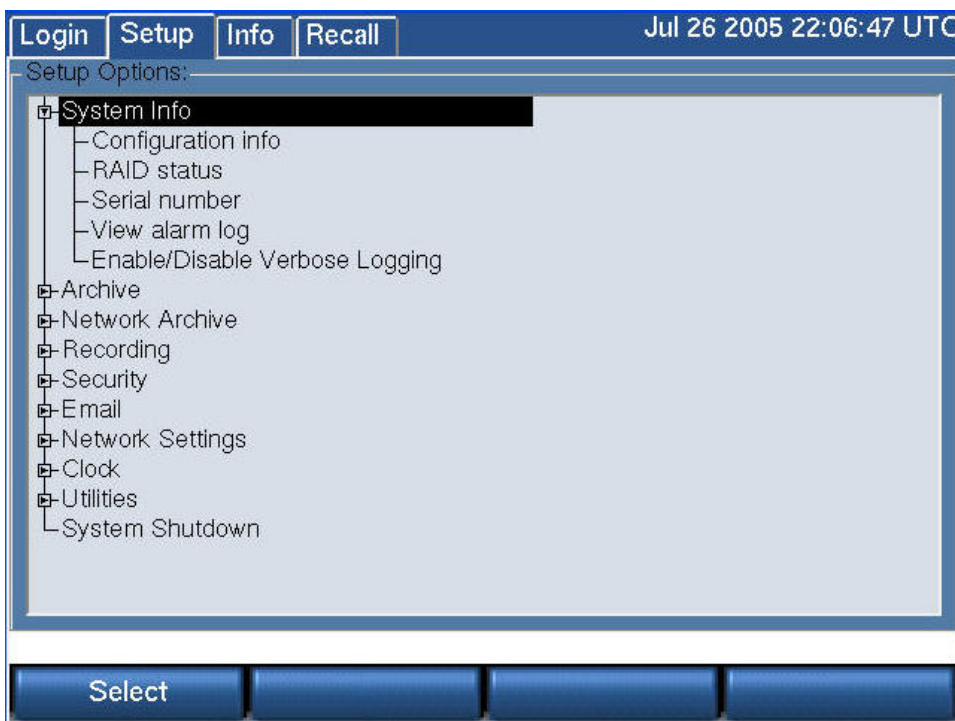 Login Setup Info Recall Jul 26 2005 22:06:47 UTC
Setup Options:
System Info
Configuration info
RAID status
Serial number
View alarm log
Enable/Disable Verbose Logging
Archive
Network Archive
Recording
Security
Email
Network Settings
Clock
Utilities
System Shutdown
Select